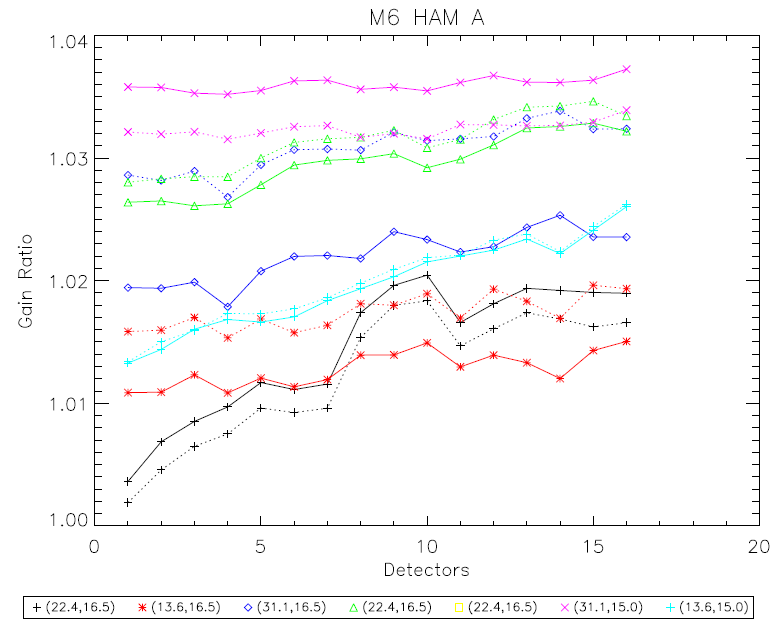 M6 HAM A
1.04
1.03
1.02
1.01
1.00
Gain Ratio
0 5 10 15 20
Detectors
(22.4,16.5) (13.6,16.5) (31.1,16.5) (22.4,16.5) (22.4,16.5) (31.1,15.0) (13.6,15.0)